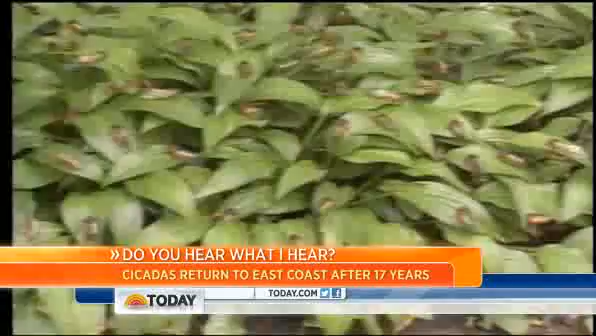 »DO YOU HEAR WHAT I HEAR?
CICADAS RETURN TO EAST COAST AFTER 17 YEARS
TODAY
TODAY.COM